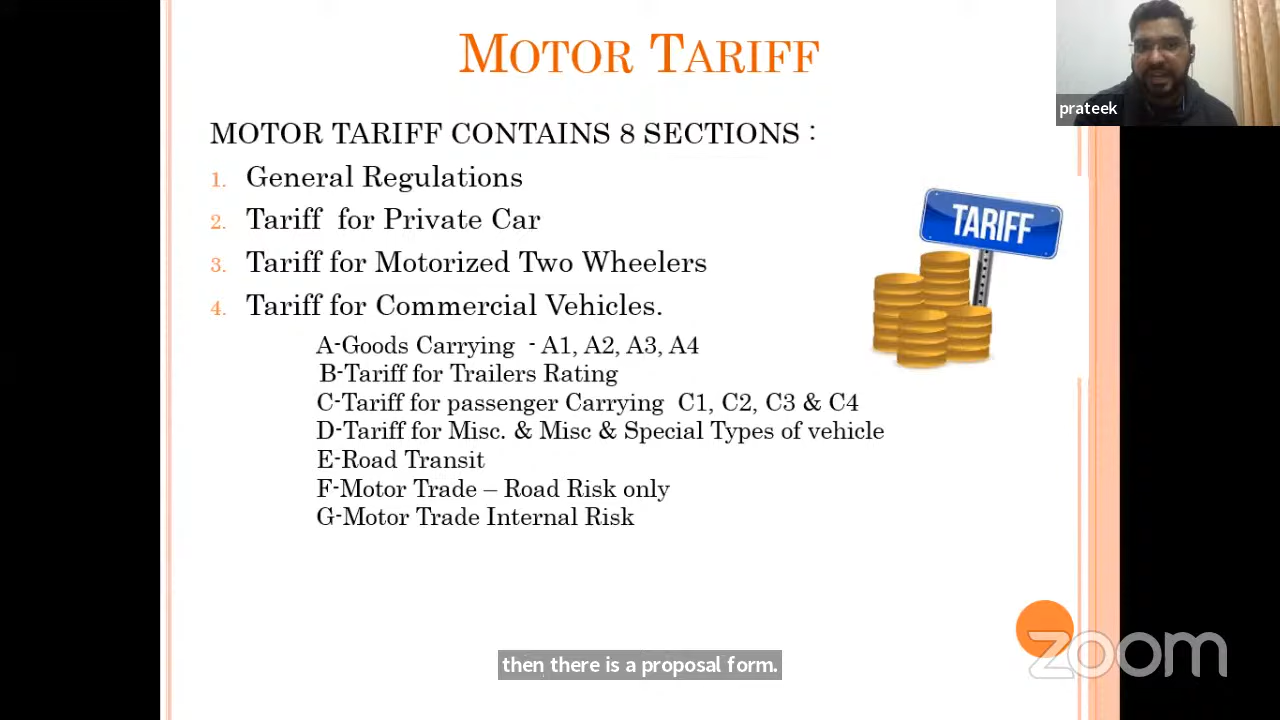 MOTOR TARIFF
prateek
MOTOR TARIFF CONTAINS 8 SECTIONS :
1. General Regulations
2. Tariff for Private Car
3. Tariff for Motorized Two Wheelers
4. Tariff for Commercial Vehicles.
A-Goods Carrying - A1, A2, A3, A4
B-Tariff for Trailers Rating
C-Tariff for passenger Carrying C1, C2, C3 & C4
D-Tariff for Misc. & Misc & Special Types of vehicle
E-Road Transit
F-Motor Trade – Road Risk only
G-Motor Trade Internal Risk
TARIFF
then there is a proposal form.
zoom